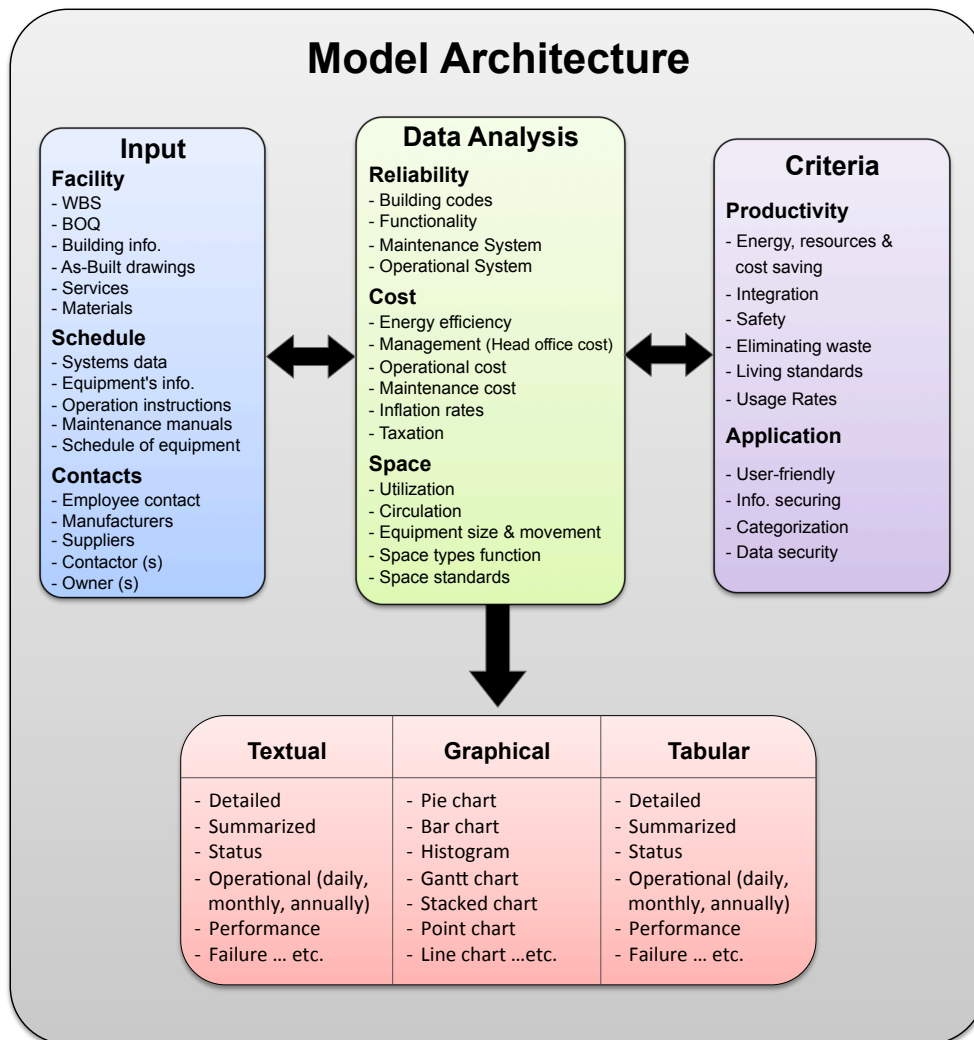 Model Architecture
Input
Facility
- WBS
- BOQ
- Building info.
- As-Built drawings
- Services
- Materials
Schedule
- Systems data
- Equipment's info.
- Operation instructions
- Maintenance manuals
- Schedule of equipment
Contacts
- Employee contact
- Manufacturers
- Suppliers
- Contactor (s)
- Owner (s)
Data Analysis
Reliability
- Building codes
- Functionality
- Maintenance System
- Operational System
Cost
- Energy efficiency
- Management (Head office cost)
- Operational cost
- Maintenance cost
- Inflation rates
- Taxation
Space
- Utilization
- Circulation
- Equipment size & movement
- Space types function
- Space standards
Criteria
Productivity
- Energy, resources &
cost saving
- Integration
- Safety
- Eliminating waste
- Living standards
- Usage Rates
Application
- User-friendly
- Info. securing
- Categorization
- Data security
Textual
- Detailed
- Summarized
- Status
- Operational (daily,
monthly, annually)
- Performance
- Failure ... etc.
Graphical
- Pie chart
- Bar chart
- Histogram
- Gantt chart
- Stacked chart
- Point chart
- Line chart ...etc.
Tabular
- Detailed
- Summarized
- Status
- Operational (daily,
monthly, annually)
- Performance
- Failure ... etc.